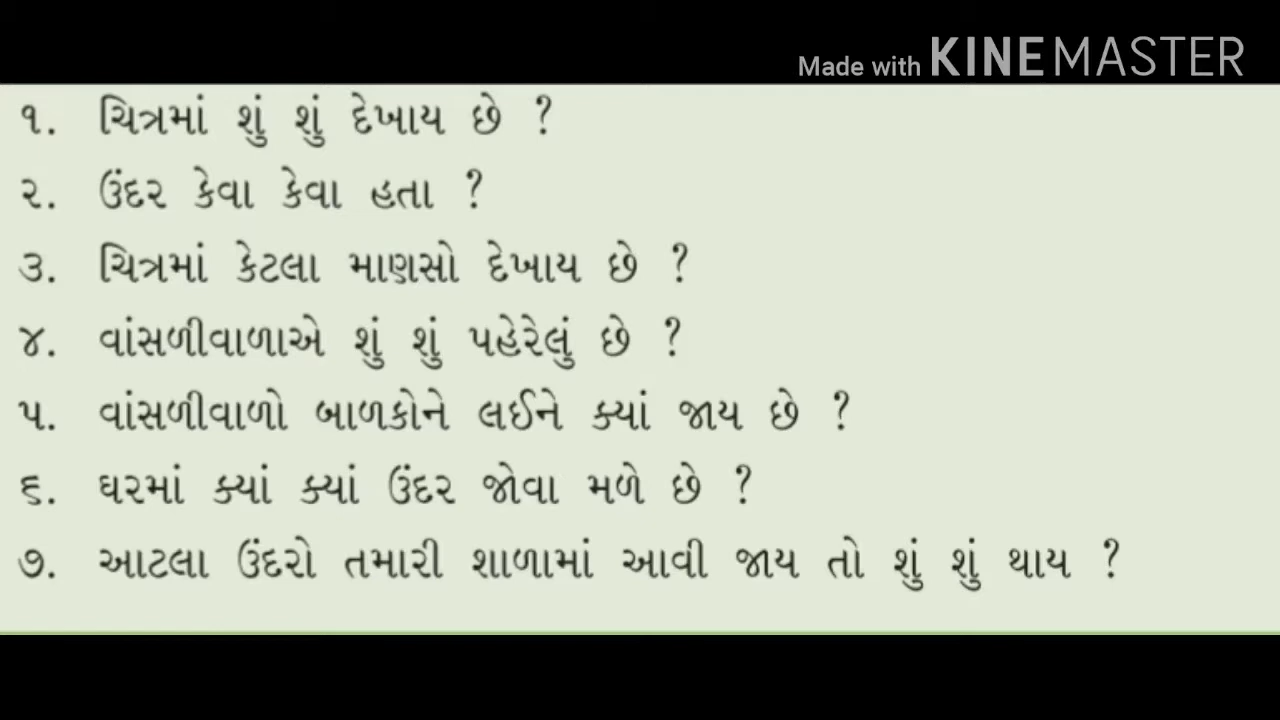 Made with KINEMASTER
૧. ચિત્રમાં શું શું દેખાય છે ?
૨. ઉંદર કેવા કેવા હતા ?
૩. ચિત્રમાં કેટલા માણસો દેખાય છે ?
૪. વાંસળીવાળાએ શું શું પહેરેલું છે ?
૫. વાંસળીવાળો બાળકોને લઈને ક્યાં જાય છે ?
૬. ઘરમાં ક્યાં ક્યાં ઉંદર જોવા મળે છે ?
૭. આટલા ઉંદરો તમારી શાળામાં આવી જાય તો શું શું થાય ?